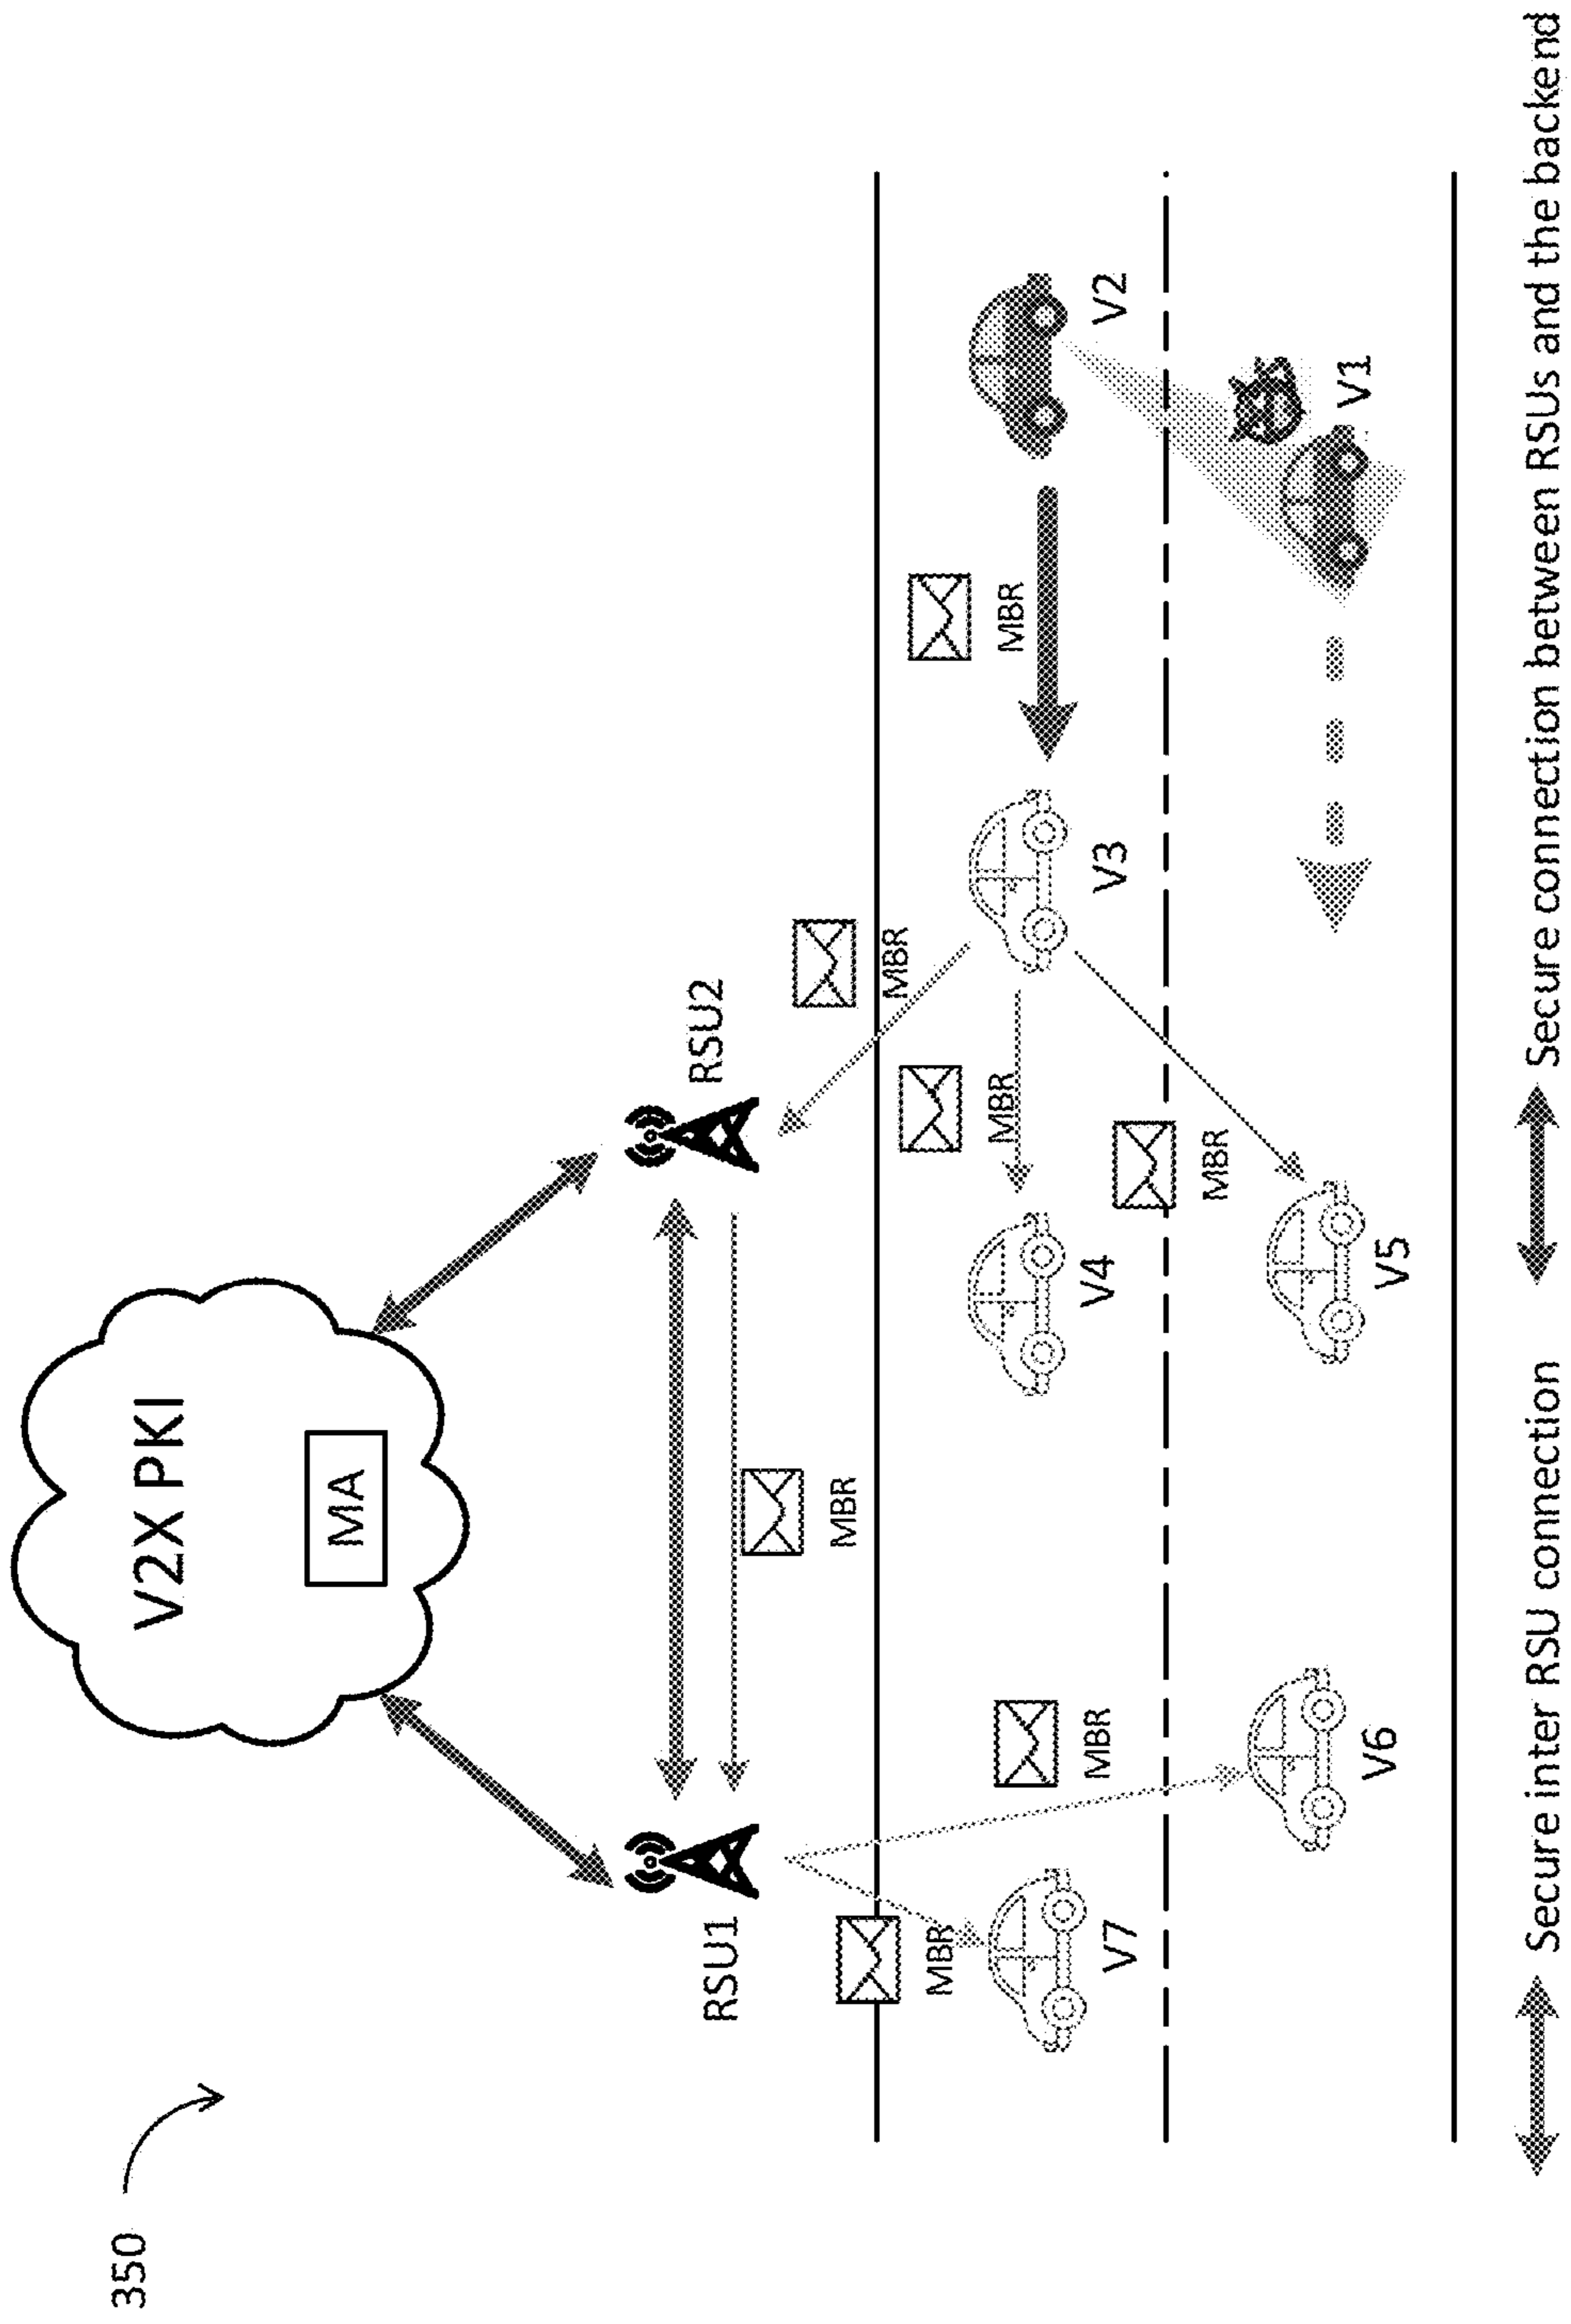 350
V2X PKI
MA
RSU1
RSU2
MBR
MBR
MBR
MBR
MBR
MBR
MBR
V7
V4
V3
V2
V6
V5
V1
Secure inter RSU connection
Secure connection between RSUs and the backend